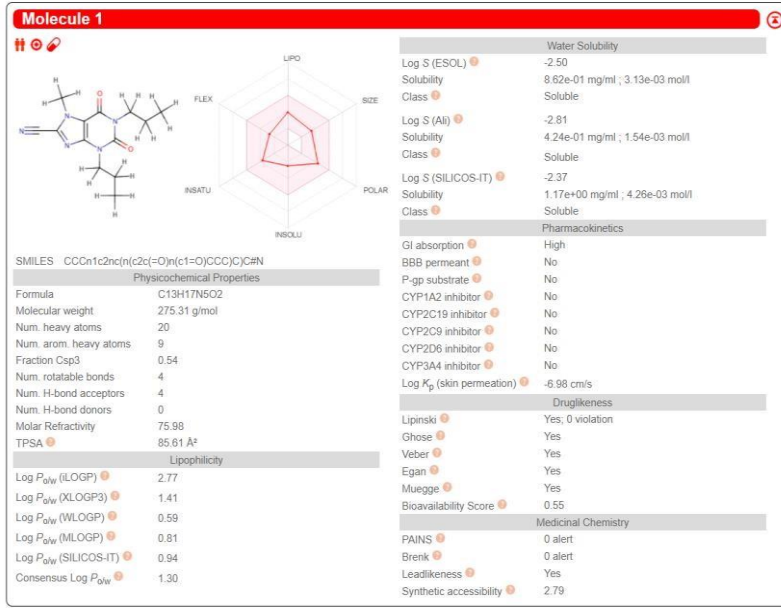 Molecule 1
LIPO
FLEX
SIZE
INSATU
POLAR
INSOLU
SMILES CCCn1c2nc(n(c2c(=O)n(c1=O)CCC)C)C#N
Physicochemical Properties
Formula C13H17N5O2
Molecular weight 275.31 g/mol
Num. heavy atoms 20
Num. arom. heavy atoms 9
Fraction Csp3 0.54
Num. rotatable bonds 4
Num. H-bond acceptors 4
Num. H-bond donors 0
Molar Refractivity 75.98
TPSA ? 85.61 Å²
Lipophilicity
Log Po/w (iLOGP) ? 2.77
Log Po/w (XLOGP3) ? 1.41
Log Po/w (WLOGP) ? 0.59
Log Po/w (MLOGP) ? 0.81
Log Po/w (SILICOS-IT) ? 0.94
Consensus Log Po/w ? 1.30
Water Solubility
Log S (ESOL) ? -2.50
Solubility 8.62e-01 mg/ml ; 3.13e-03 mol/l
Class ? Soluble
Log S (Ali) ? -2.81
Solubility 4.24e-01 mg/ml ; 1.54e-03 mol/l
Class ? Soluble
Log S (SILICOS-IT) ? -2.37
Solubility 1.17e+00 mg/ml ; 4.26e-03 mol/l
Class ? Soluble
Pharmacokinetics
GI absorption ? High
BBB permeant ? No
P-gp substrate ? No
CYP1A2 inhibitor ? No
CYP2C19 inhibitor ? No
CYP2C9 inhibitor ? No
CYP2D6 inhibitor ? No
CYP3A4 inhibitor ? No
Log Kp (skin permeation) ? -6.98 cm/s
Druglikeness
Lipinski ? Yes; 0 violation
Ghose ? Yes
Veber ? Yes
Egan ? Yes
Muegge ? Yes
Bioavailability Score ? 0.55
Medicinal Chemistry
PAINS ? 0 alert
Brenk ? 0 alert
Leadlikeness ? Yes
Synthetic accessibility ? 2.79